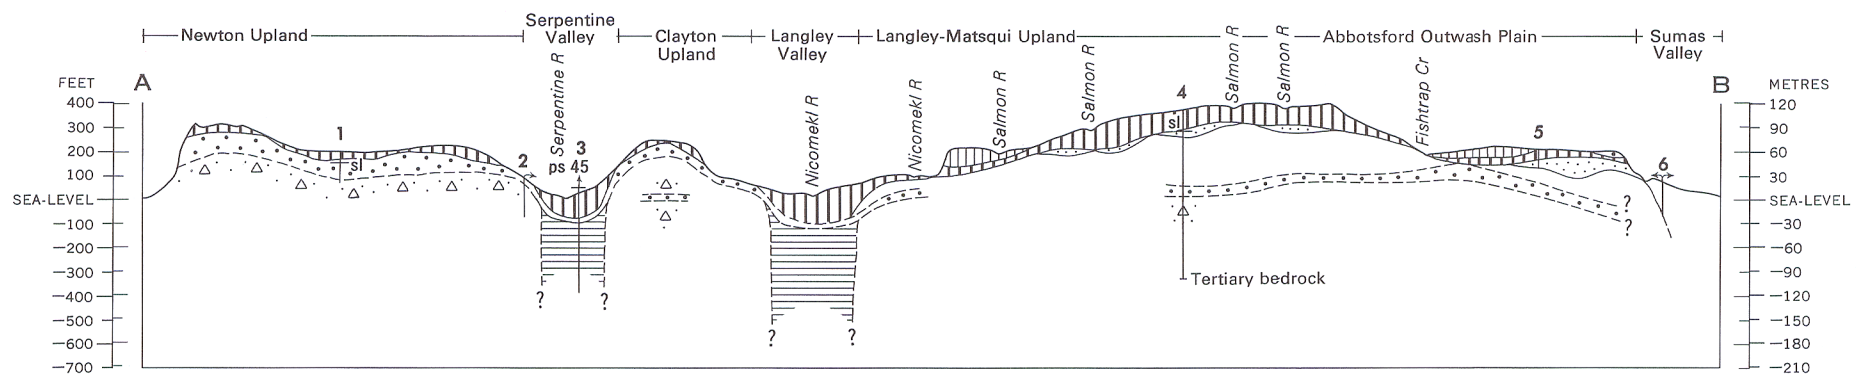 Newton Upland
Serpentine
Valley
Clayton
Upland
Langley
Valley
Langley-Matsqui Upland
Abbotsford Outwash Plain
Sumas
Valley
A
B
FEET
METRES
Serpentine R
Nicomekl R
Nicomekl R
Salmon R
Salmon R
Salmon R
Salmon R
Fishtrap Cr
1
2
3
4
5
6
ps 45
sl
sl
400
300
200
100
SEA-LEVEL
−100
−200
−300
−400
−500
−600
−700
120
90
60
30
SEA-LEVEL
−30
−60
−90
−120
−150
−180
−210
? ?
? ?
?
?
Tertiary bedrock